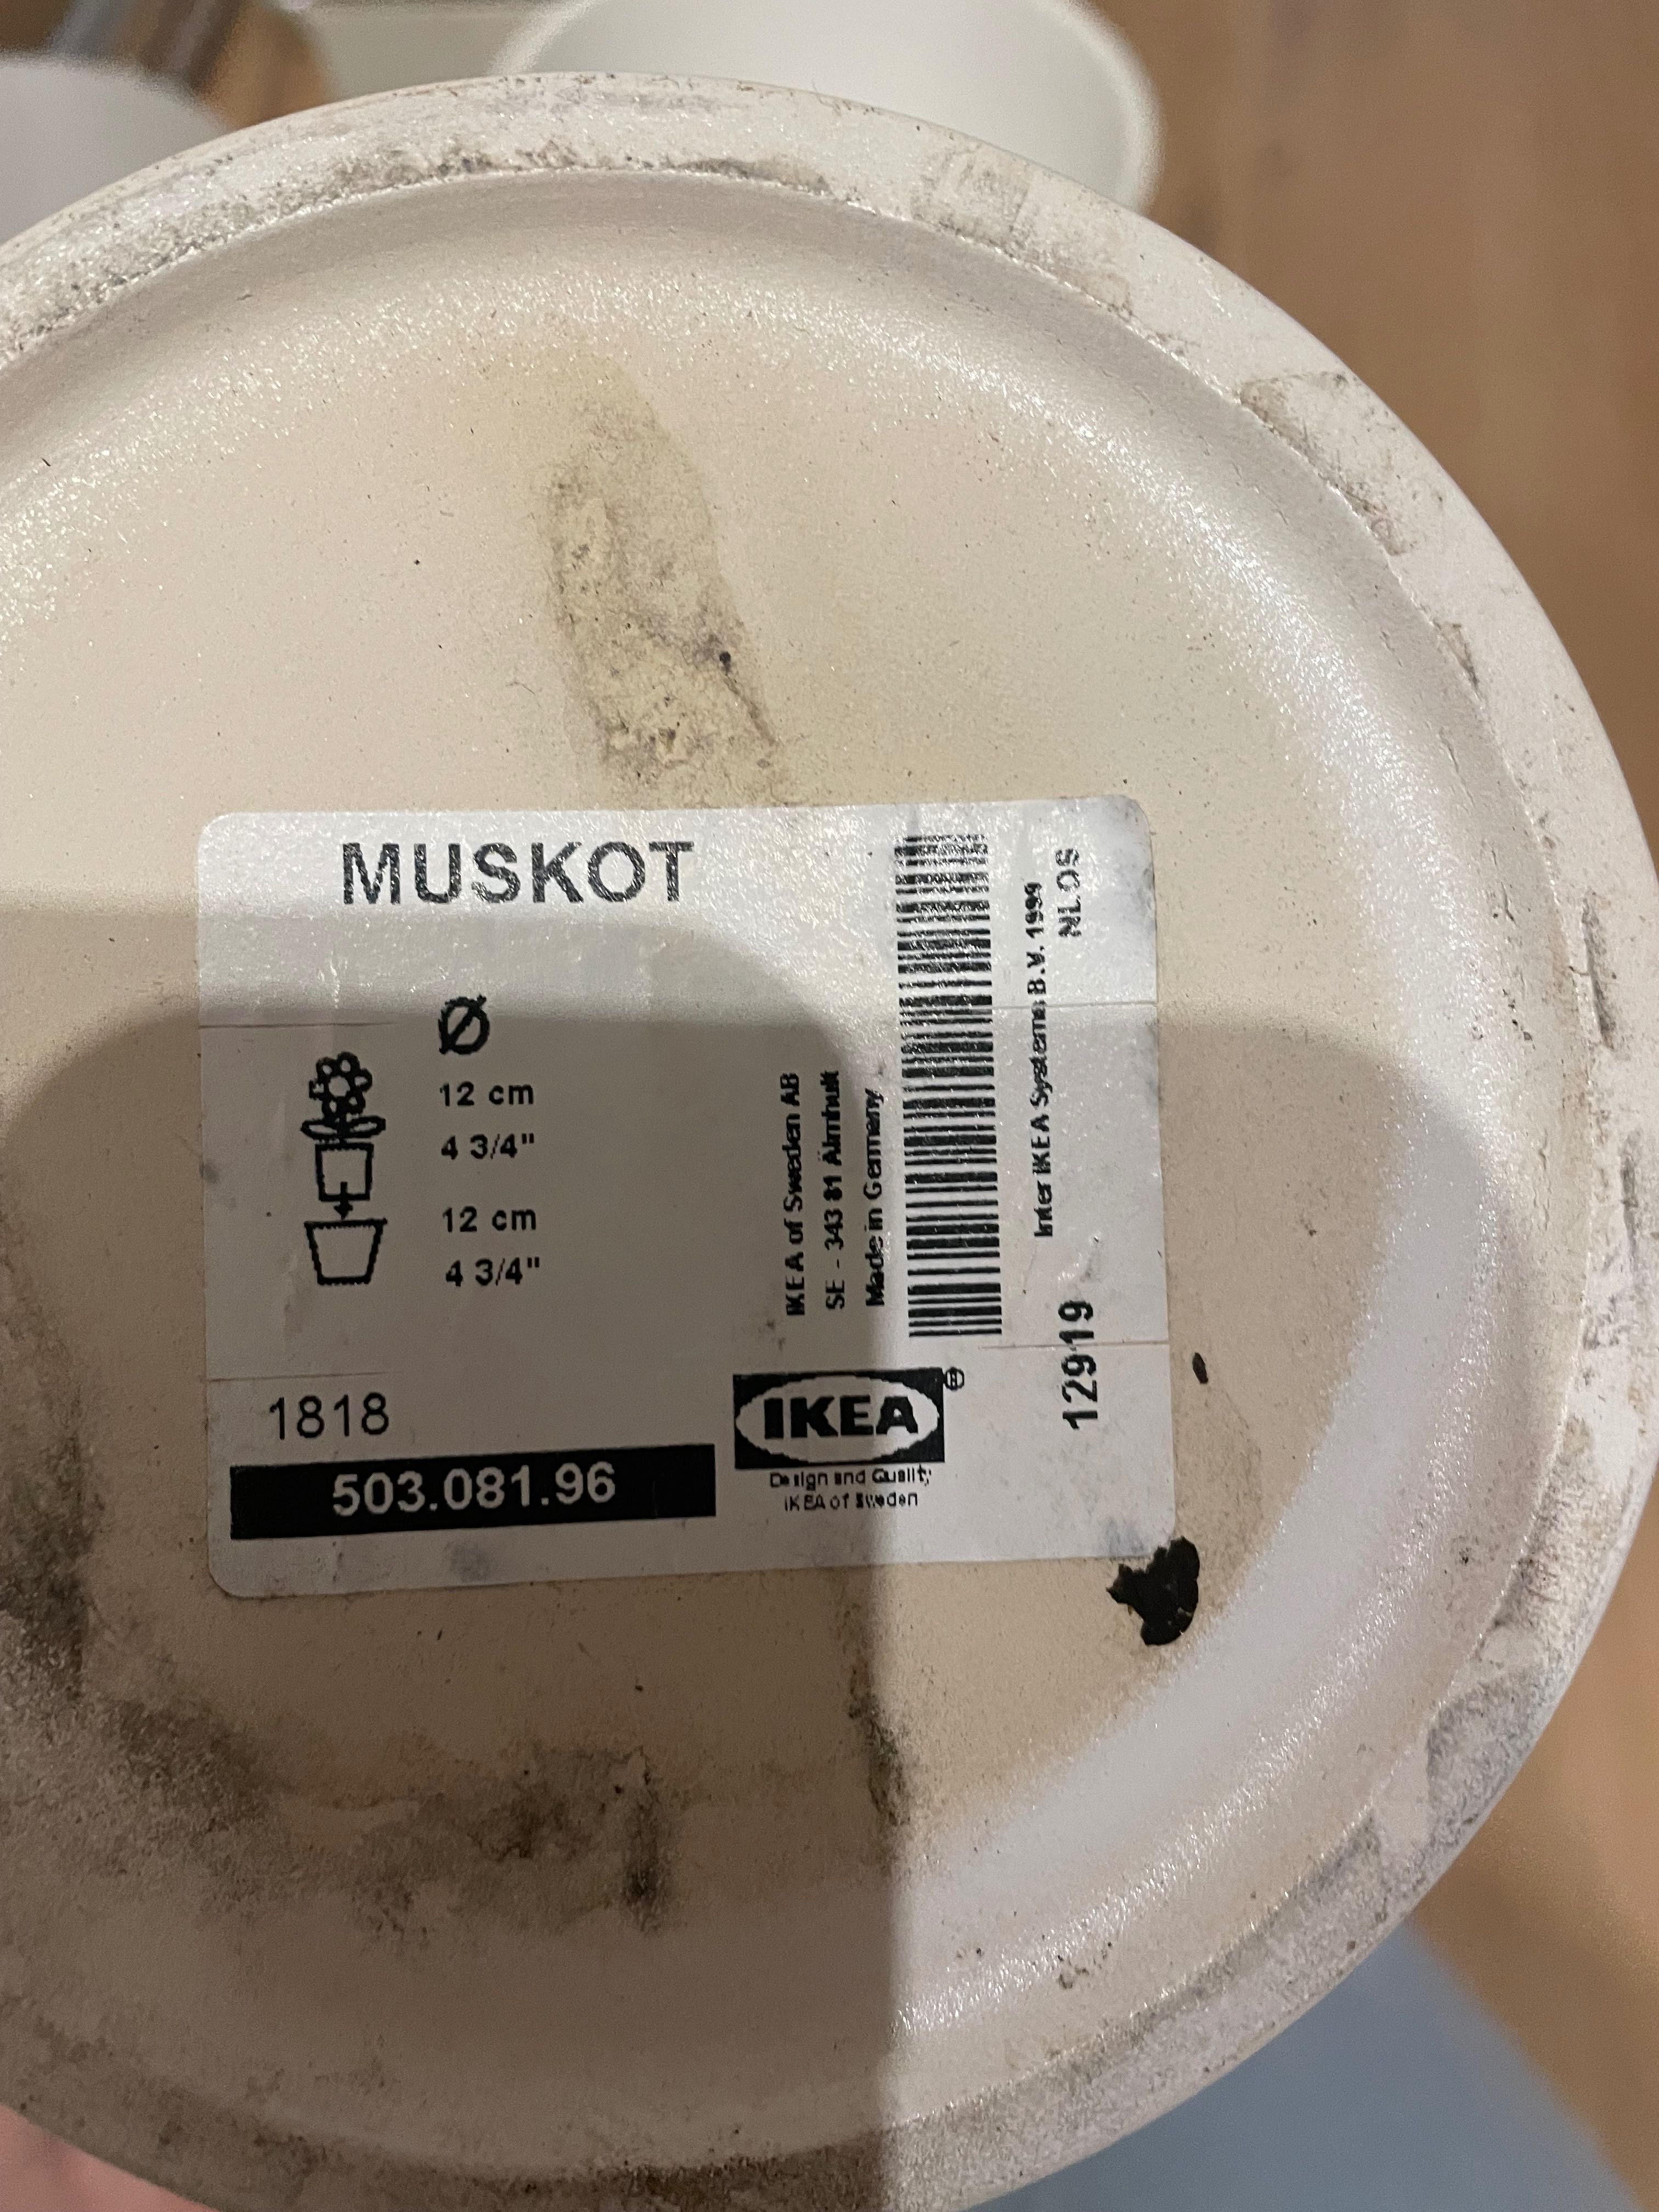 MUSKOT
Ø
12 cm
4 3/4"
12 cm
4 3/4"
1818
503.081.96
IKEA of Sweden AB
SE - 343 81 Älmhult
Made in Germany
IKEA®
Design and Quality
IKEA of Sweden
Inter IKEA Systems B.V. 1999
NL.OS
12919